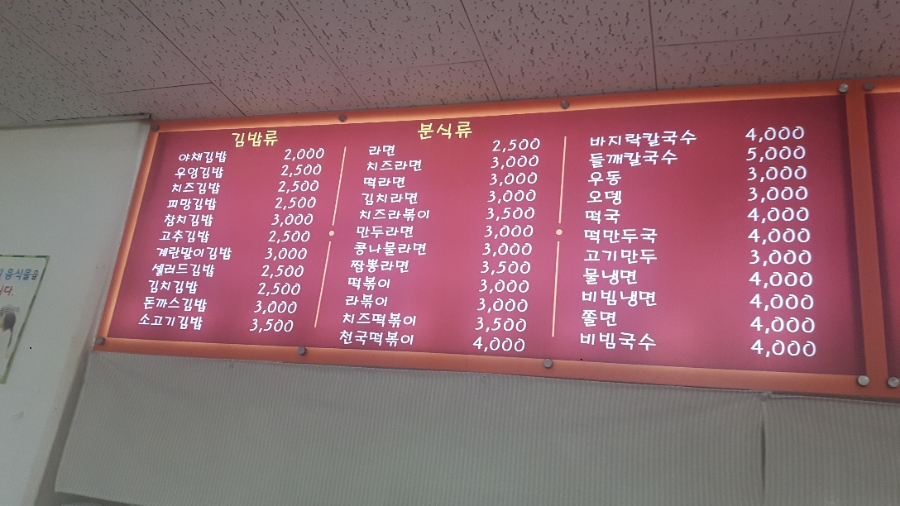 김밥류
야채김밥 2,000
우엉김밥 2,500
치즈김밥 2,500
피망김밥 2,500
참치김밥 3,000
고추김밥 2,500
계란말이김밥 3,000
샐러드김밥 2,500
김치김밥 2,500
돈까스김밥 3,000
소고기김밥 3,500
분식류
라면 2,500
치즈라면 3,000
떡라면 3,000
김치라면 3,000
치즈라볶이 3,500
만두라면 3,000
콩나물라면 3,000
짬뽕라면 3,500
떡볶이 3,000
라볶이 3,000
치즈떡볶이 3,500
천국떡볶이 4,000
바지락칼국수 4,000
들깨칼국수 5,000
우동 3,000
오뎅 3,000
떡국 4,000
떡만두국 4,000
고기만두 3,000
물냉면 4,000
비빔냉면 4,000
쫄면 4,000
비빔국수 4,000
음식물을